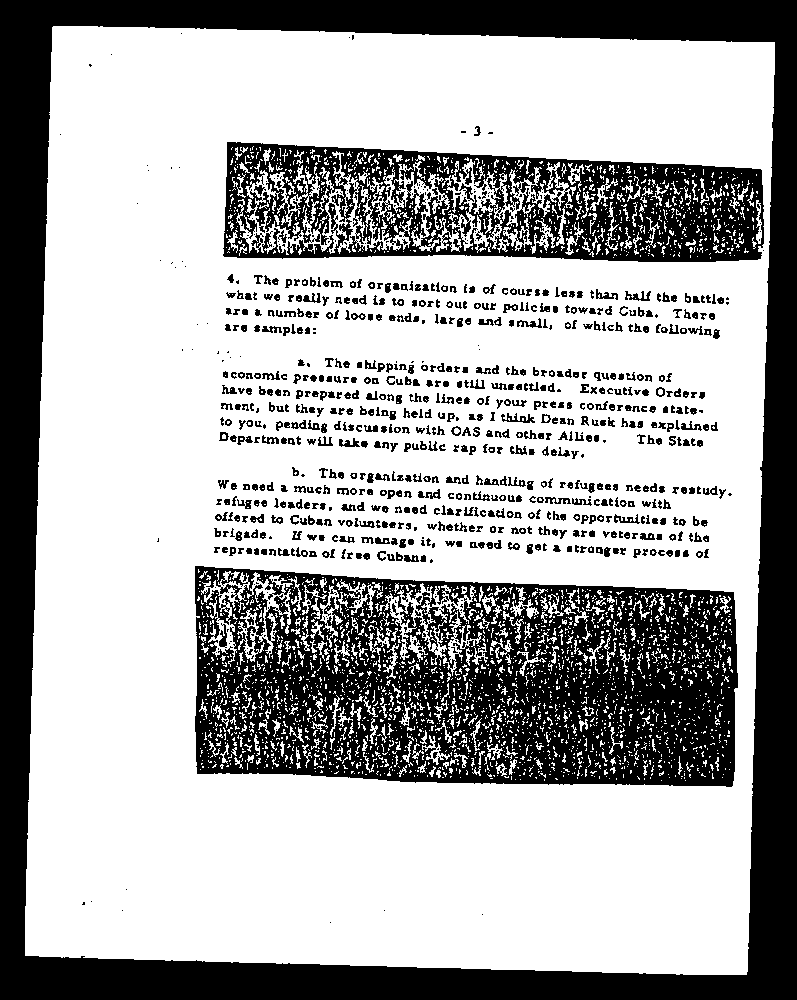 - 3 -
4. The problem of organization is of course less than half the battle:
what we really need is to sort out our policies toward Cuba. There
are a number of loose ends, large and small, of which the following
are samples:
a. The shipping orders and the broader question of
economic pressure on Cuba are still unsettled. Executive Orders
have been prepared along the lines of your press conference state-
ment, but they are being held up, as I think Dean Rusk has explained
to you, pending discussion with OAS and other Allies. The State
Department will take any public rap for this delay.
b. The organization and handling of refugees needs restudy.
We need a much more open and continuous communication with
refugee leaders, and we need clarification of the opportunities to be
offered to Cuban volunteers, whether or not they are veterans of the
brigade. If we can manage it, we need to get a stronger process of
representation of free Cubans.